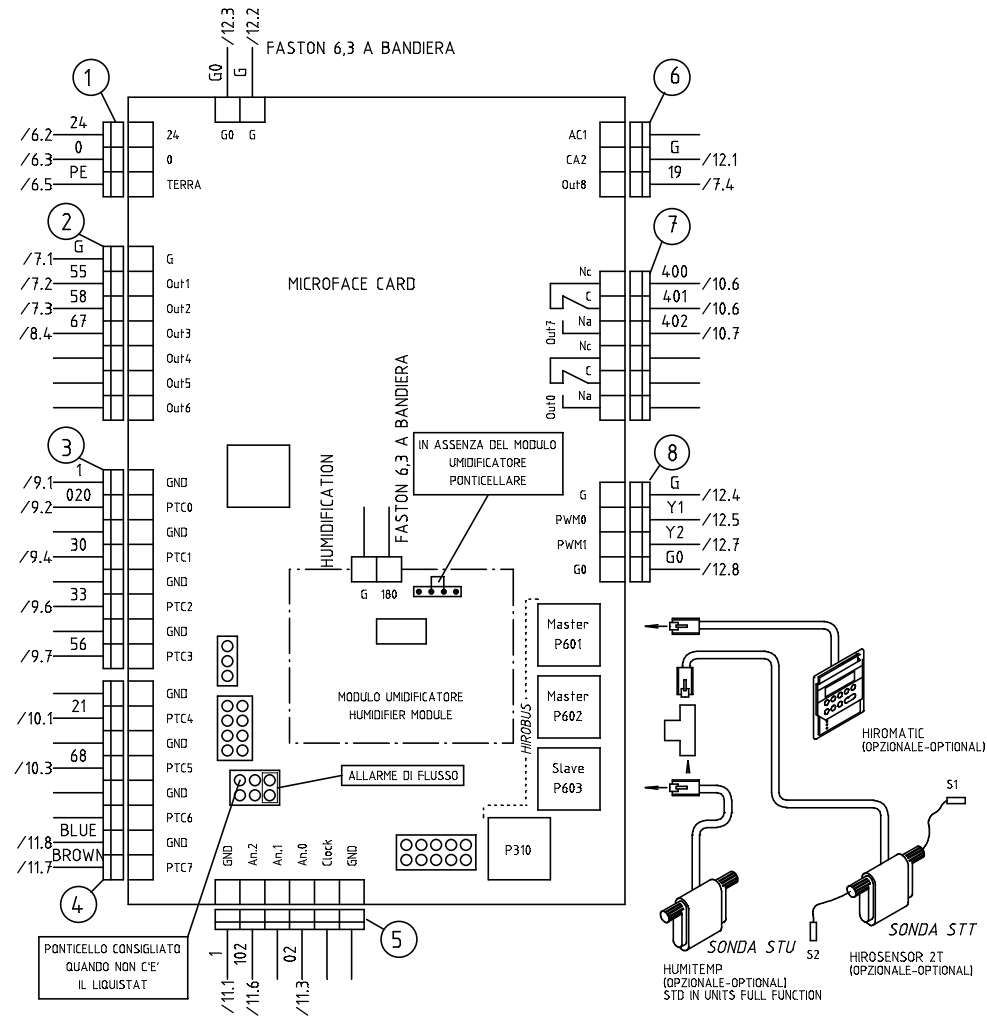 /12.3
/12.2
FASTON 6,3 A BANDIERA
G0
G
G0
G
1
24
/6.2
24
0
/6.3
0
PE
/6.5
TERRA
6
AC1
CA2
G
/12.1
Out8
19
/7.4
2
G
/7.1
G
55
/7.2
Out1
58
/7.3
Out2
67
/8.4
Out3
Out4
Out5
Out6
MICROFACE CARD
7
Nc
400
/10.6
C
401
/10.6
Na
402
/10.7
Out7
Nc
C
Na
Out0
3
1
/9.1
GND
020
/9.2
PTC0
GND
30
/9.4
PTC1
GND
33
/9.6
PTC2
GND
56
/9.7
PTC3
HUMIDIFICATION
FASTON 6,3 A BANDIERA
IN ASSENZA DEL MODULO
UMIDIFICATORE
PONTICELLARE
8
G
G
/12.4
PWM0
Y1
/12.5
PWM1
Y2
/12.7
G0
G0
/12.8
G
180
MODULO UMIDIFICATORE
HUMIDIFIER MODULE
HIROBUS
Master
P601
Master
P602
Slave
P603
P310
GND
21
/10.1
PTC4
GND
68
/10.3
PTC5
GND
PTC6
BLUE
/11.8
GND
BROWN
/11.7
PTC7
4
ALLARME DI FLUSSO
GND
An.2
An.1
An.0
Clock
GND
5
1
102
02
/11.1
/11.6
/11.3
PONTICELLO CONSIGLIATO
QUANDO NON C'E'
IL LIQUISTAT
HIROMATIC
(OPZIONALE-OPTIONAL)
S1
S2
SONDA STU
HUMITEMP
(OPZIONALE-OPTIONAL)
STD IN UNITS FULL FUNCTION
SONDA STT
HIROSENSOR 2T
(OPZIONALE-OPTIONAL)